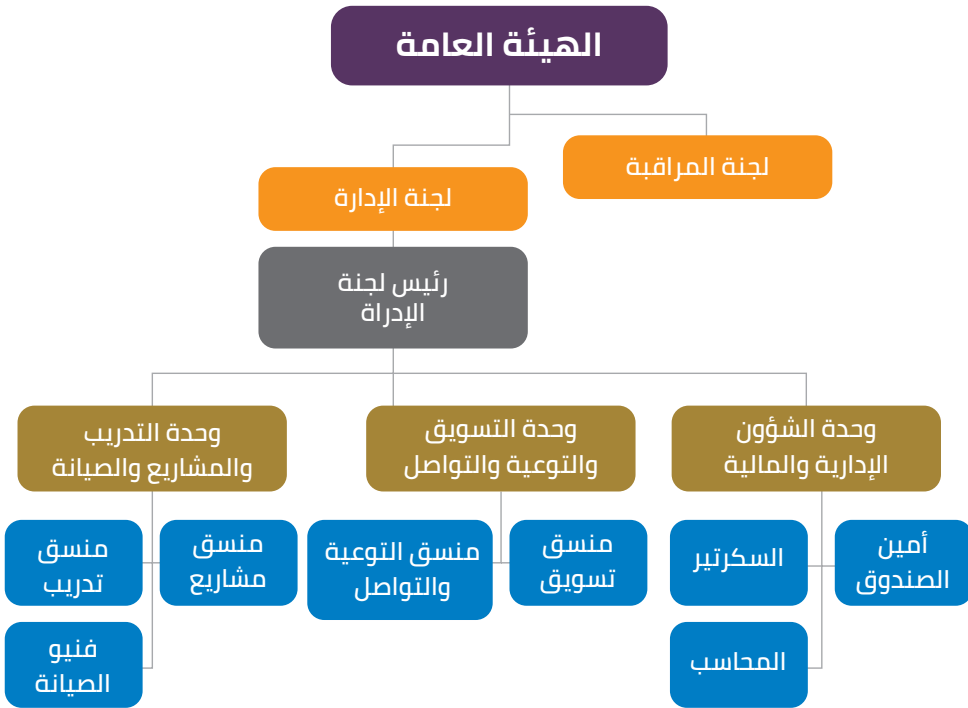 الهيئة العامة
لجنة المراقبة
لجنة الإدارة
رئيس لجنة
الإدراة
وحدة الشؤون
الإدارية والمالية
وحدة التسويق
والتوعية والتواصل
وحدة التدريب
والمشاريع والصيانة
أمين
الصندوق
السكرتير
المحاسب
منسق
تسويق
منسق التوعية
والتواصل
منسق
مشاريع
منسق
تدريب
فنيو
الصيانة